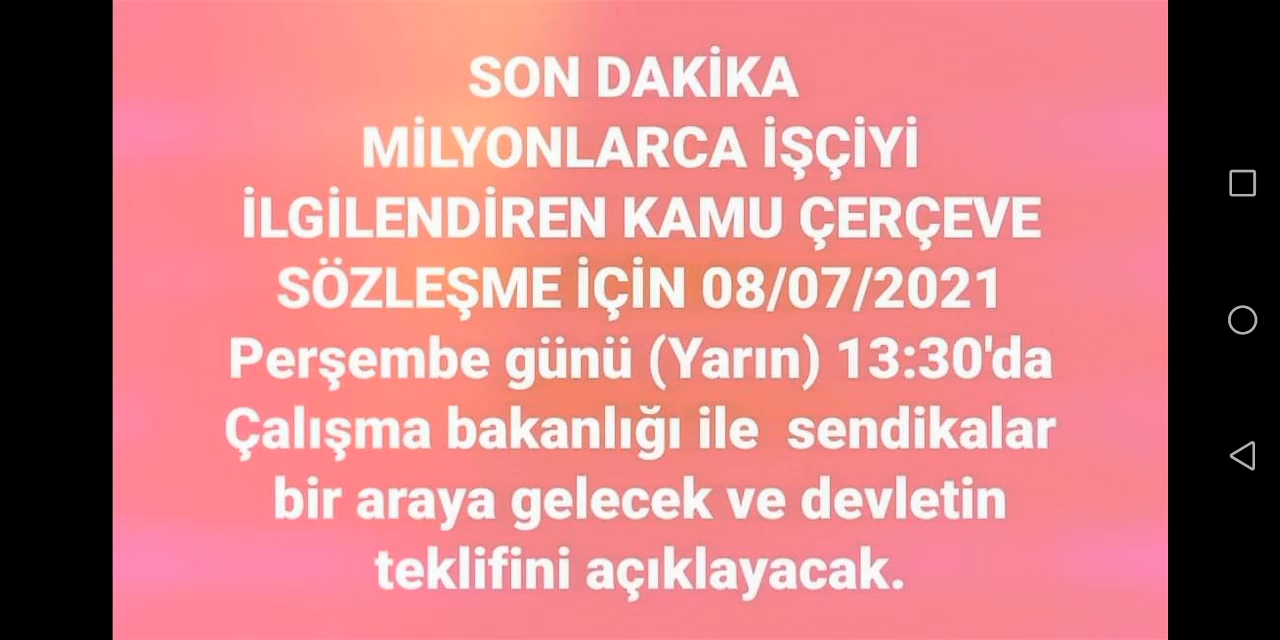 SON DAKİKA
MİLYONLARCA İŞÇİYİ
İLGİLENDİREN KAMU ÇERÇEVE
SÖZLEŞME İÇİN 08/07/2021
Perşembe günü (Yarın) 13:30'da
Çalışma bakanlığı ile  sendikalar
bir araya gelecek ve devletin
teklifini açıklayacak.